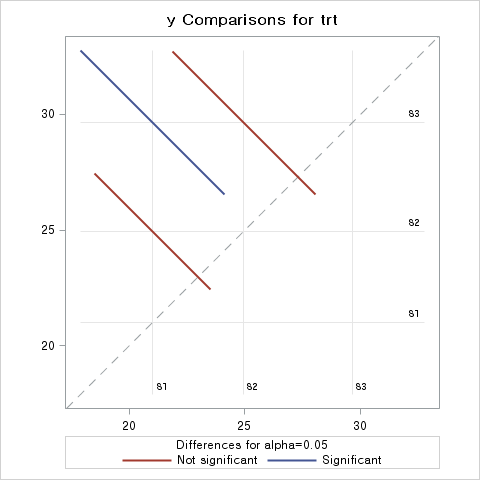 y Comparisons for trt
30
25
20
S3
S2
S1
S1
S2
S3
20
25
30
Differences for alpha=0.05
Not significant
Significant